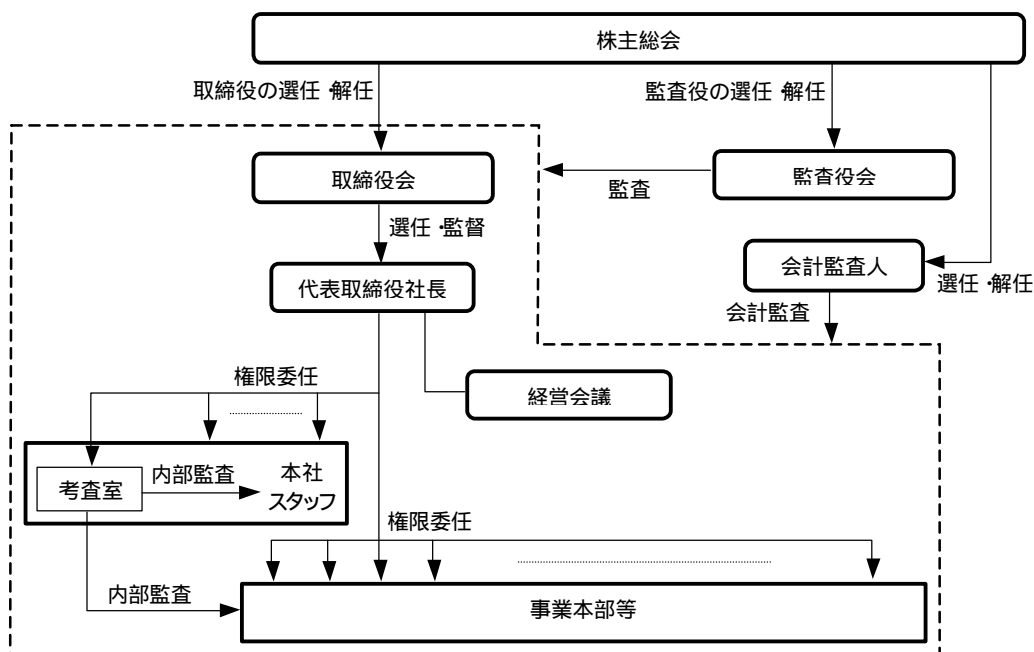 株主総会
取締役の選任・解任
監査役の選任・解任
取締役会
監査
監査役会
選任・監督
代表取締役社長
会計監査人
選任・解任
会計監査
権限委任
経営会議
考査室
内部監査
本社
スタッフ
権限委任
内部監査
事業本部等